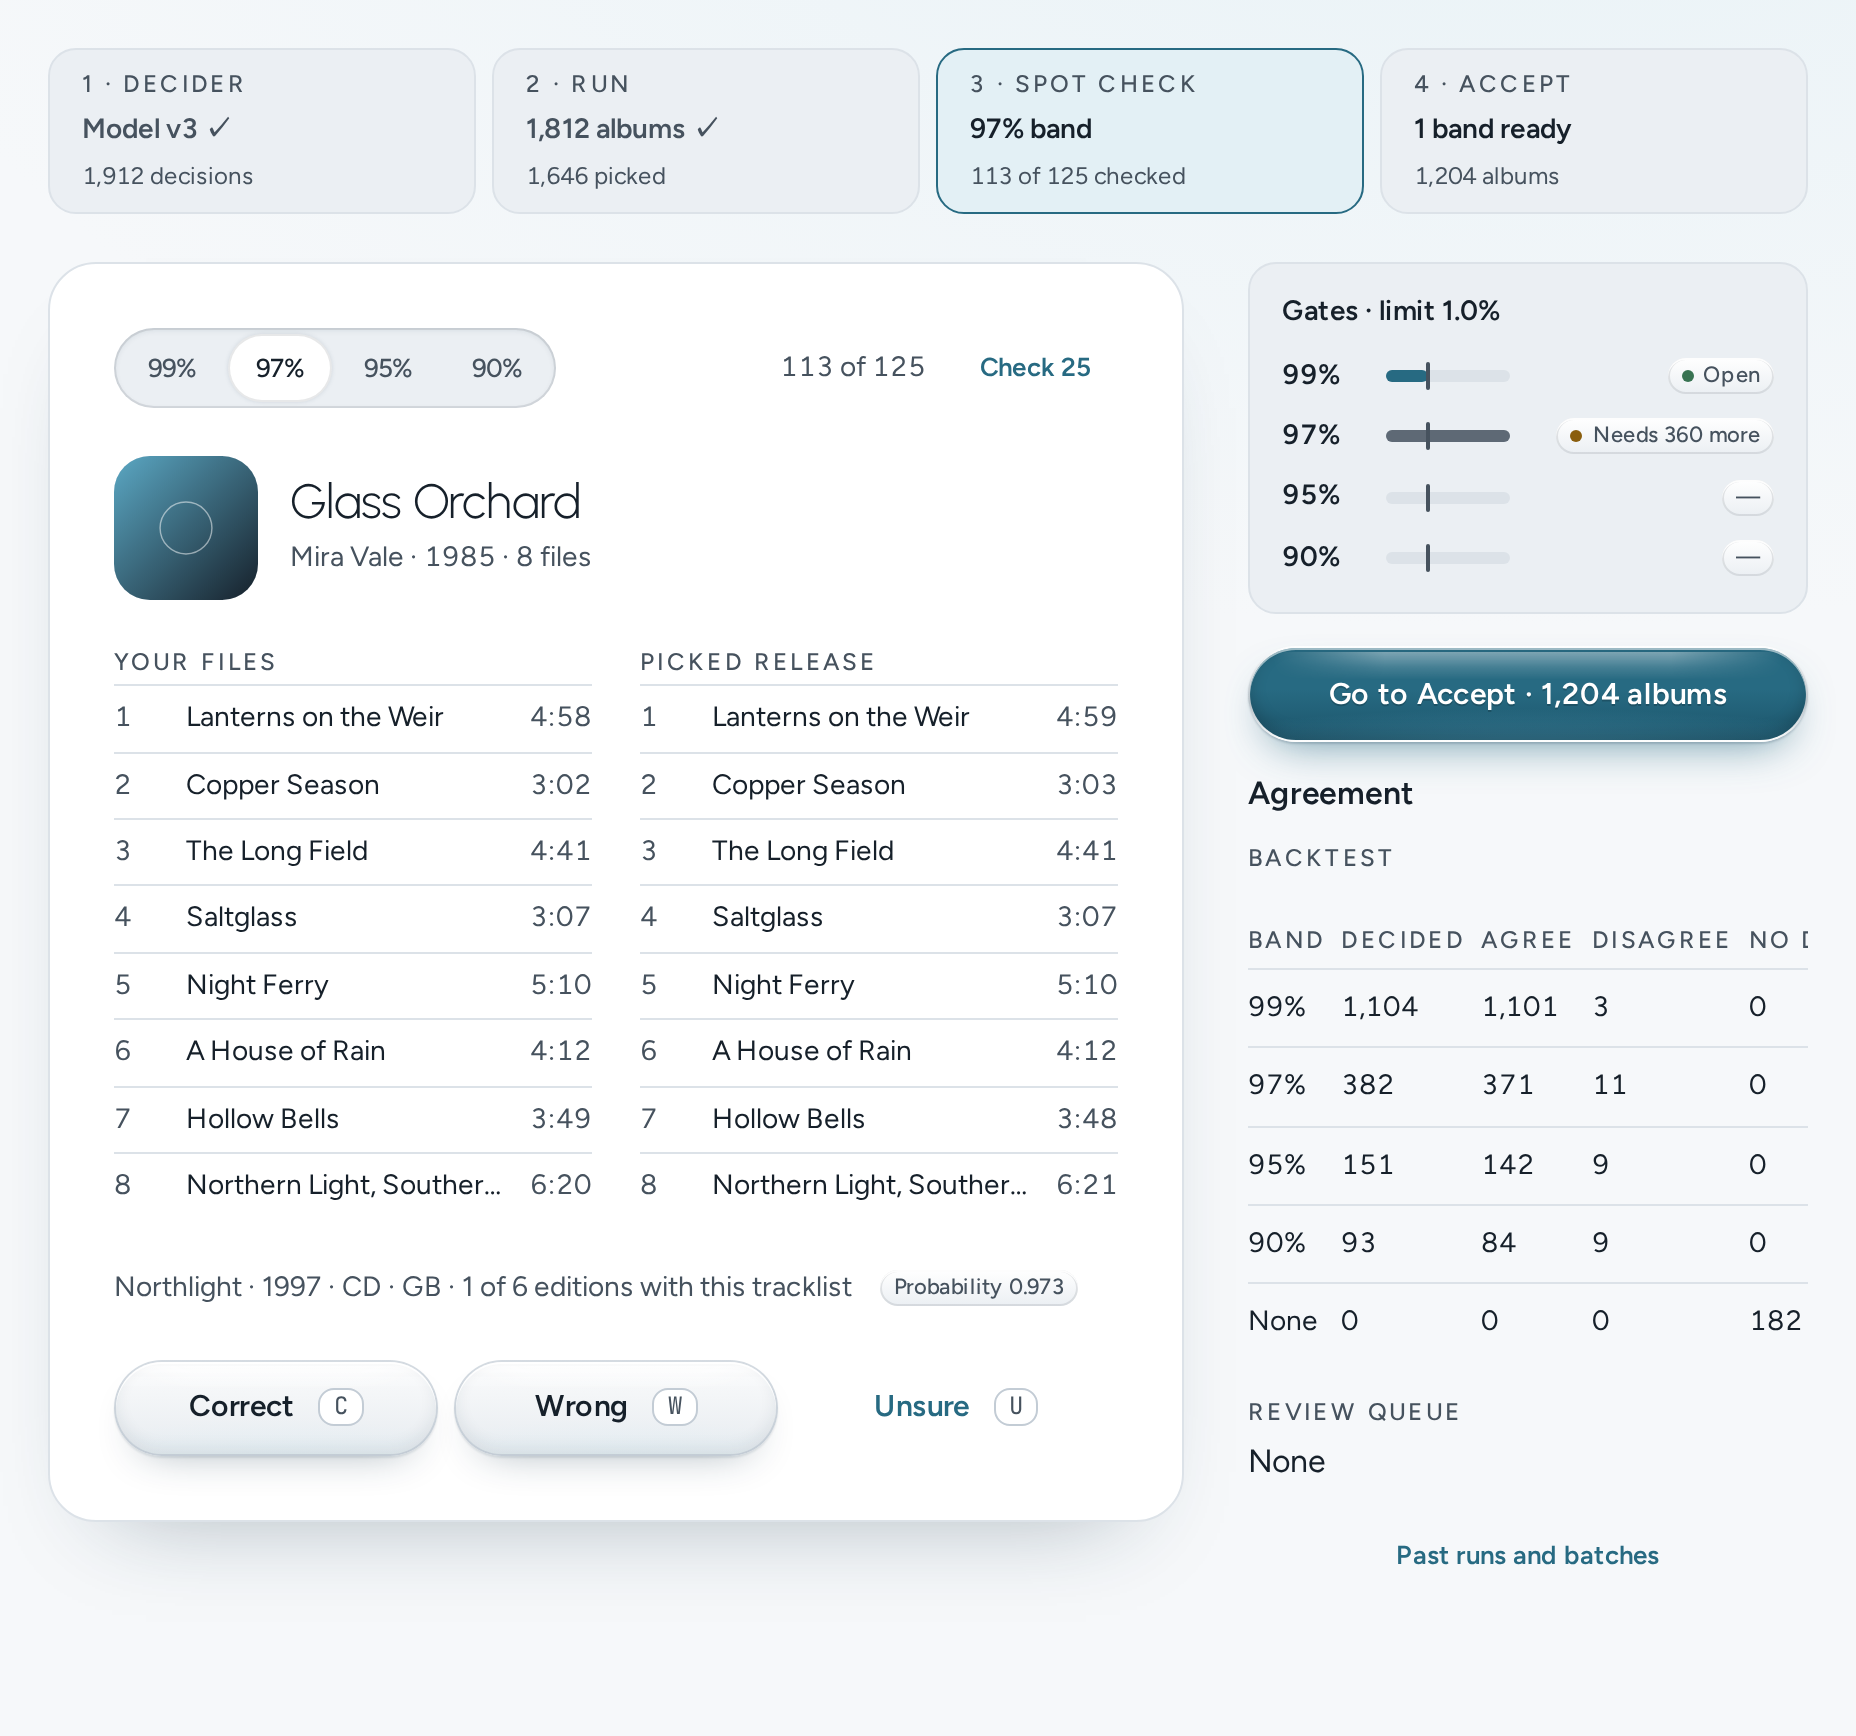 1 · DECIDER
Model v3 ✓
1,912 decisions
2 · RUN
1,812 albums ✓
1,646 picked
3 · SPOT CHECK
97% band
113 of 125 checked
4 · ACCEPT
1 band ready
1,204 albums
99% 97% 95% 90%
113 of 125 Check 25
Glass Orchard
Mira Vale · 1985 · 8 files
YOUR FILES
1 Lanterns on the Weir 4:58
2 Copper Season 3:02
3 The Long Field 4:41
4 Saltglass 3:07
5 Night Ferry 5:10
6 A House of Rain 4:12
7 Hollow Bells 3:49
8 Northern Light, Souther... 6:20
PICKED RELEASE
1 Lanterns on the Weir 4:59
2 Copper Season 3:03
3 The Long Field 4:41
4 Saltglass 3:07
5 Night Ferry 5:10
6 A House of Rain 4:12
7 Hollow Bells 3:48
8 Northern Light, Souther... 6:21
Northlight · 1997 · CD · GB · 1 of 6 editions with this tracklist Probability 0.973
Correct C Wrong W Unsure U
Gates · limit 1.0%
99% Open
97% Needs 360 more
95% —
90% —
Go to Accept · 1,204 albums
Agreement
BACKTEST
BAND DECIDED AGREE DISAGREE NO
99% 1,104 1,101 3 0
97% 382 371 11 0
95% 151 142 9 0
90% 93 84 9 0
None 0 0 0 182
REVIEW QUEUE
None
Past runs and batches